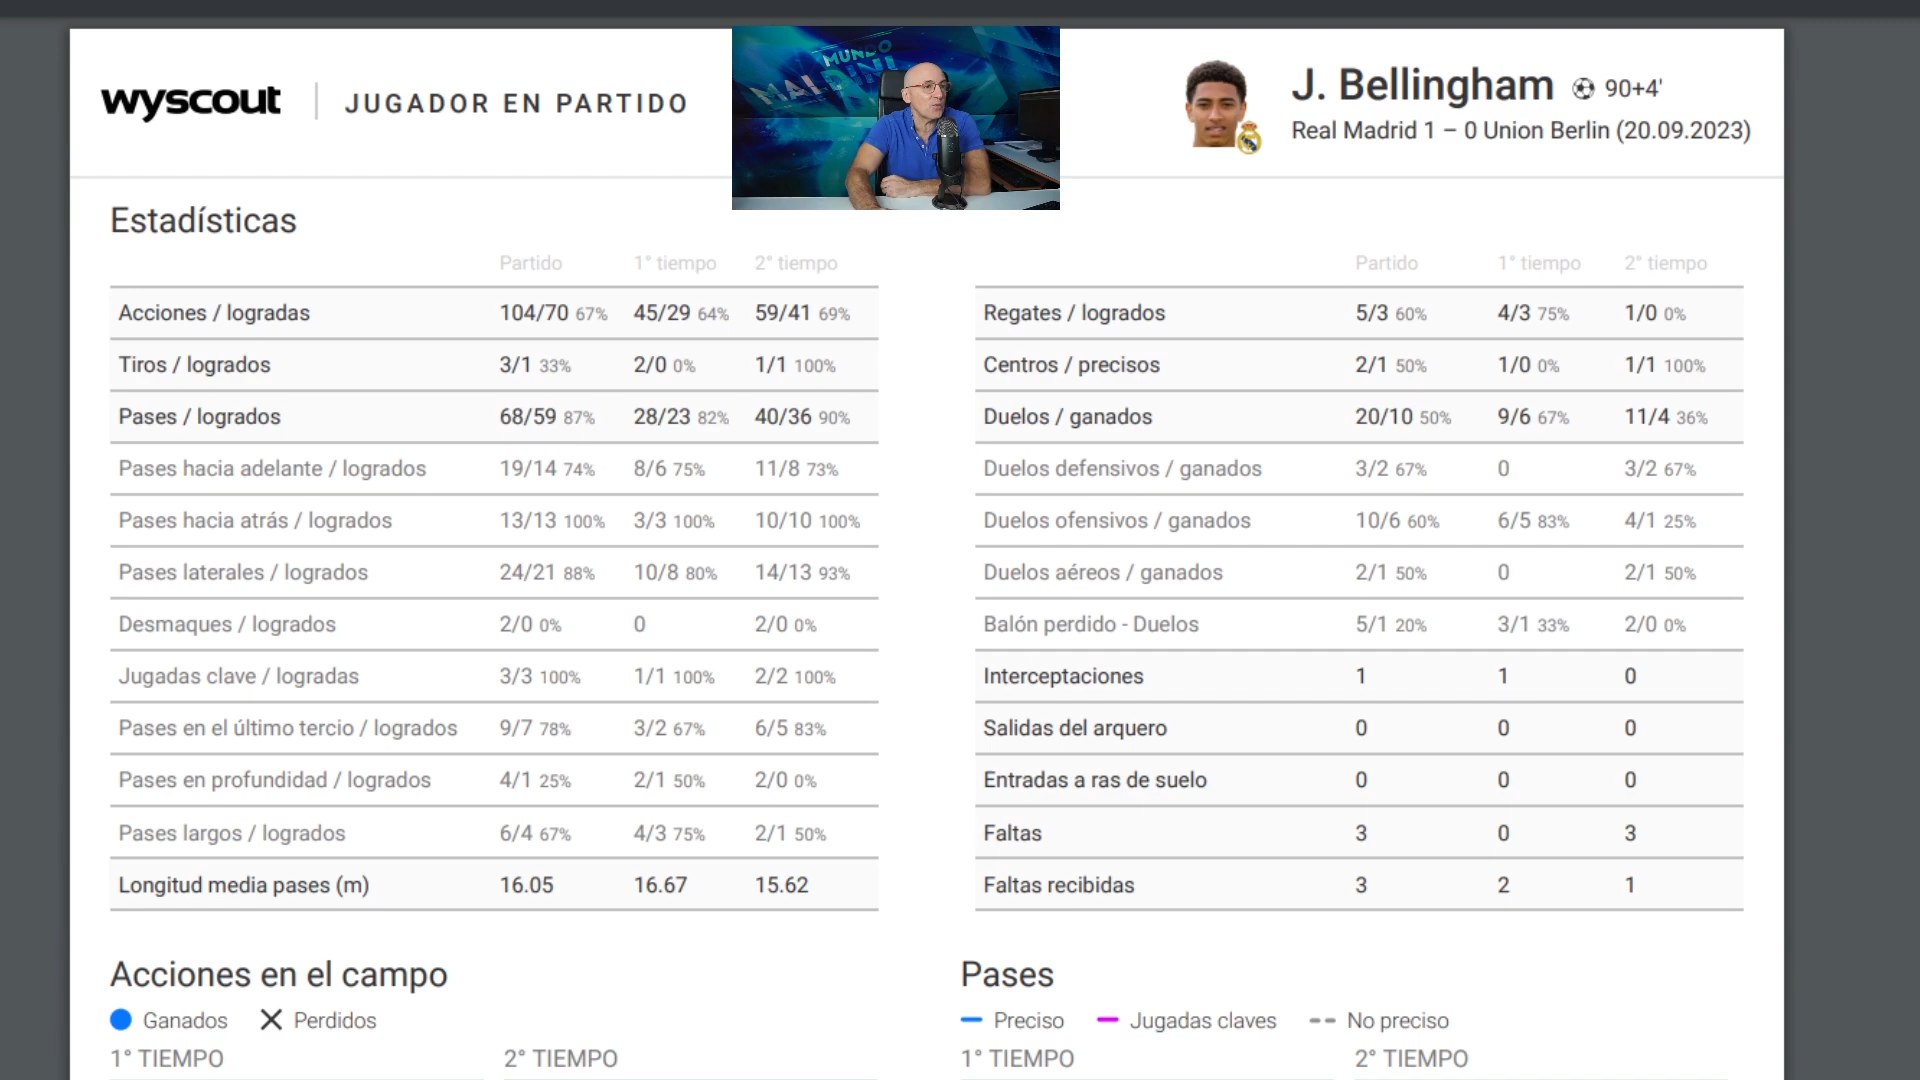 wyscout
JUGADOR EN PARTIDO
MUNDO
MALDINI
J. Bellingham 90+4'
Real Madrid 1 – 0 Union Berlin (20.09.2023)
Estadísticas
Partido 1° tiempo 2° tiempo
Acciones / logradas 104/70 67% 45/29 64% 59/41 69%
Tiros / logrados 3/1 33% 2/0 0% 1/1 100%
Pases / logrados 68/59 87% 28/23 82% 40/36 90%
Pases hacia adelante / logrados 19/14 74% 8/6 75% 11/8 73%
Pases hacia atrás / logrados 13/13 100% 3/3 100% 10/10 100%
Pases laterales / logrados 24/21 88% 10/8 80% 14/13 93%
Desmaques / logrados 2/0 0% 0 2/0 0%
Jugadas clave / logradas 3/3 100% 1/1 100% 2/2 100%
Pases en el último tercio / logrados 9/7 78% 3/2 67% 6/5 83%
Pases en profundidad / logrados 4/1 25% 2/1 50% 2/0 0%
Pases largos / logrados 6/4 67% 4/3 75% 2/1 50%
Longitud media pases (m) 16.05 16.67 15.62
Partido 1° tiempo 2° tiempo
Regates / logrados 5/3 60% 4/3 75% 1/0 0%
Centros / precisos 2/1 50% 1/0 0% 1/1 100%
Duelos / ganados 20/10 50% 9/6 67% 11/4 36%
Duelos defensivos / ganados 3/2 67% 0 3/2 67%
Duelos ofensivos / ganados 10/6 60% 6/5 83% 4/1 25%
Duelos aéreos / ganados 2/1 50% 0 2/1 50%
Balón perdido - Duelos 5/1 20% 3/1 33% 2/0 0%
Interceptaciones 1 1 0
Salidas del arquero 0 0 0
Entradas a ras de suelo 0 0 0
Faltas 3 0 3
Faltas recibidas 3 2 1
Acciones en el campo
Ganados Perdidos
1° TIEMPO 2° TIEMPO
Pases
Preciso Jugadas claves No preciso
1° TIEMPO 2° TIEMPO